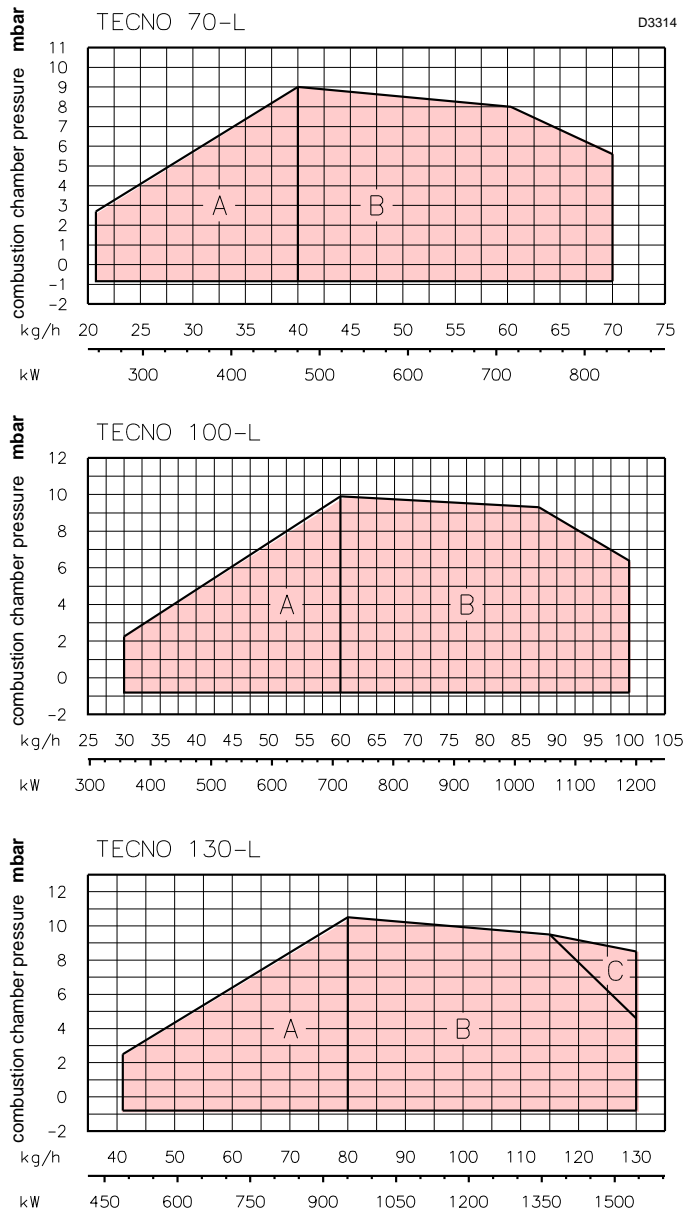 TECNO 70-L
D3314
combustion chamber pressure mbar
11
10
9
8
7
6
5
4
3
2
1
0
-1
-2
A
B
20 25 30 35 40 45 50 55 60 65 70 75
kg/h
300 400 500 600 700 800
kW
TECNO 100-L
combustion chamber pressure mbar
12
10
8
6
4
2
0
-2
A
B
25 30 35 40 45 50 55 60 65 70 75 80 85 90 95 100 105
kg/h
300 400 500 600 700 800 900 1000 1100 1200
kW
TECNO 130-L
combustion chamber pressure mbar
12
10
8
6
4
2
0
-2
A
B
C
kg/h 40 50 60 70 80 90 100 110 120 130
kW 450 600 750 900 1050 1200 1350 1500